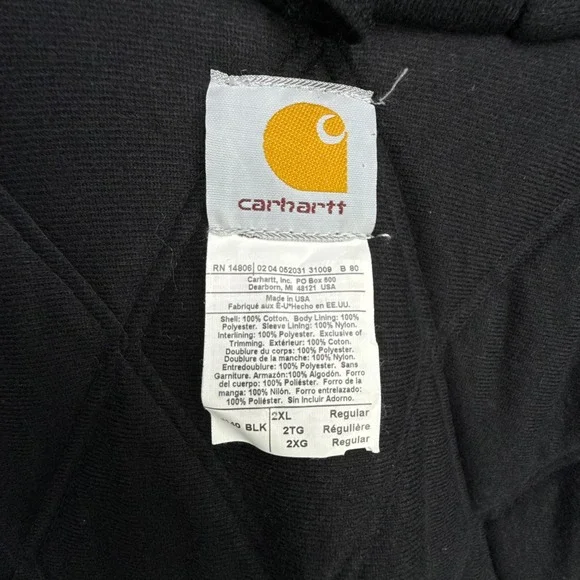 carhartt
RN 14806 02 04 052031 31009 B 80
Carhartt, Inc. PO Box 600
Dearborn, MI 48121 USA
Made in USA
Fabriqué aux É-U*Hecho en EE.UU.
Shell: 100% Cotton. Body Lining: 100%
Polyester. Sleeve Lining: 100% Nylon.
Interlining: 100% Polyester. Exclusive of
Trimming. Extérieur: 100% Coton.
Doublure du corps: 100% Polyester.
Doublure de la manche: 100% Nylon.
Entredoublure: 100% Polyester. Sans
Garniture. Armazón:100% Algodón. Forro
del cuerpo: 100% Poliéster. Forro de la
manga: 100% Nilón. Forro entrelazado:
100% Poliéster. Sin Incluir Adorno.
BLK 2XL Regular
2TG Régulière
2XG Regular